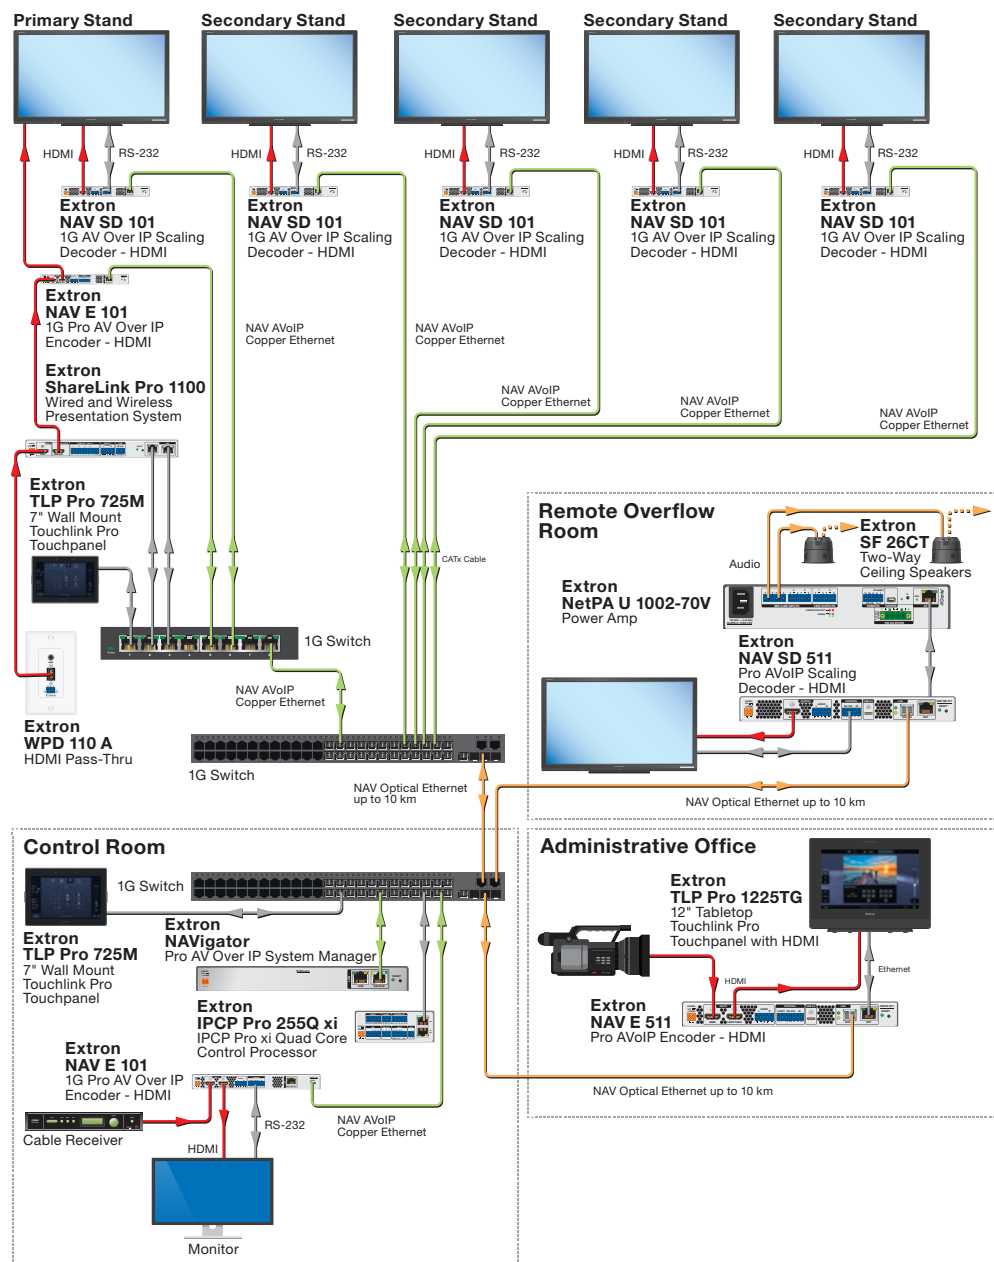 Primary Stand
Secondary Stand
Secondary Stand
Secondary Stand
Secondary Stand
HDMI
RS-232
HDMI
RS-232
HDMI
RS-232
HDMI
RS-232
HDMI
RS-232
Extron
NAV SD 101
1G AV Over IP Scaling
Decoder - HDMI
Extron
NAV SD 101
1G AV Over IP Scaling
Decoder - HDMI
Extron
NAV SD 101
1G AV Over IP Scaling
Decoder - HDMI
Extron
NAV SD 101
1G AV Over IP Scaling
Decoder - HDMI
Extron
NAV SD 101
1G AV Over IP Scaling
Decoder - HDMI
Extron
NAV E 101
1G Pro AV Over IP
Encoder - HDMI
NAV AVoIP
Copper Ethernet
NAV AVoIP
Copper Ethernet
NAV AVoIP
Copper Ethernet
NAV AVoIP
Copper Ethernet
NAV AVoIP
Copper Ethernet
Extron
ShareLink Pro 1100
Wired and Wireless
Presentation System
Extron
TLP Pro 725M
7" Wall Mount
Touchlink Pro
Touchpanel
CATx Cable
1G Switch
NAV AVoIP
Copper Ethernet
Extron
WPD 110 A
HDMI Pass-Thru
1G Switch
NAV Optical Ethernet
up to 10 km
Remote Overflow
Room
Audio
Extron
SF 26CT
Two-Way
Ceiling Speakers
Extron
NetPA U 1002-70V
Power Amp
Extron
NAV SD 511
Pro AVoIP Scaling
Decoder - HDMI
NAV Optical Ethernet up to 10 km
Control Room
1G Switch
Extron
TLP Pro 725M
7" Wall Mount
Touchlink Pro
Touchpanel
Extron
NAVigator
Pro AV Over IP System Manager
Extron
IPCP Pro 255Q xi
IPCP Pro xi Quad Core
Control Processor
Extron
NAV E 101
1G Pro AV Over IP
Encoder - HDMI
Cable Receiver
HDMI
RS-232
NAV AVoIP
Copper Ethernet
Monitor
Administrative Office
Extron
TLP Pro 1225TG
12" Tabletop
Touchlink Pro
Touchpanel with HDMI
HDMI
Ethernet
Extron
NAV E 511
Pro AVoIP Encoder - HDMI
NAV Optical Ethernet up to 10 km